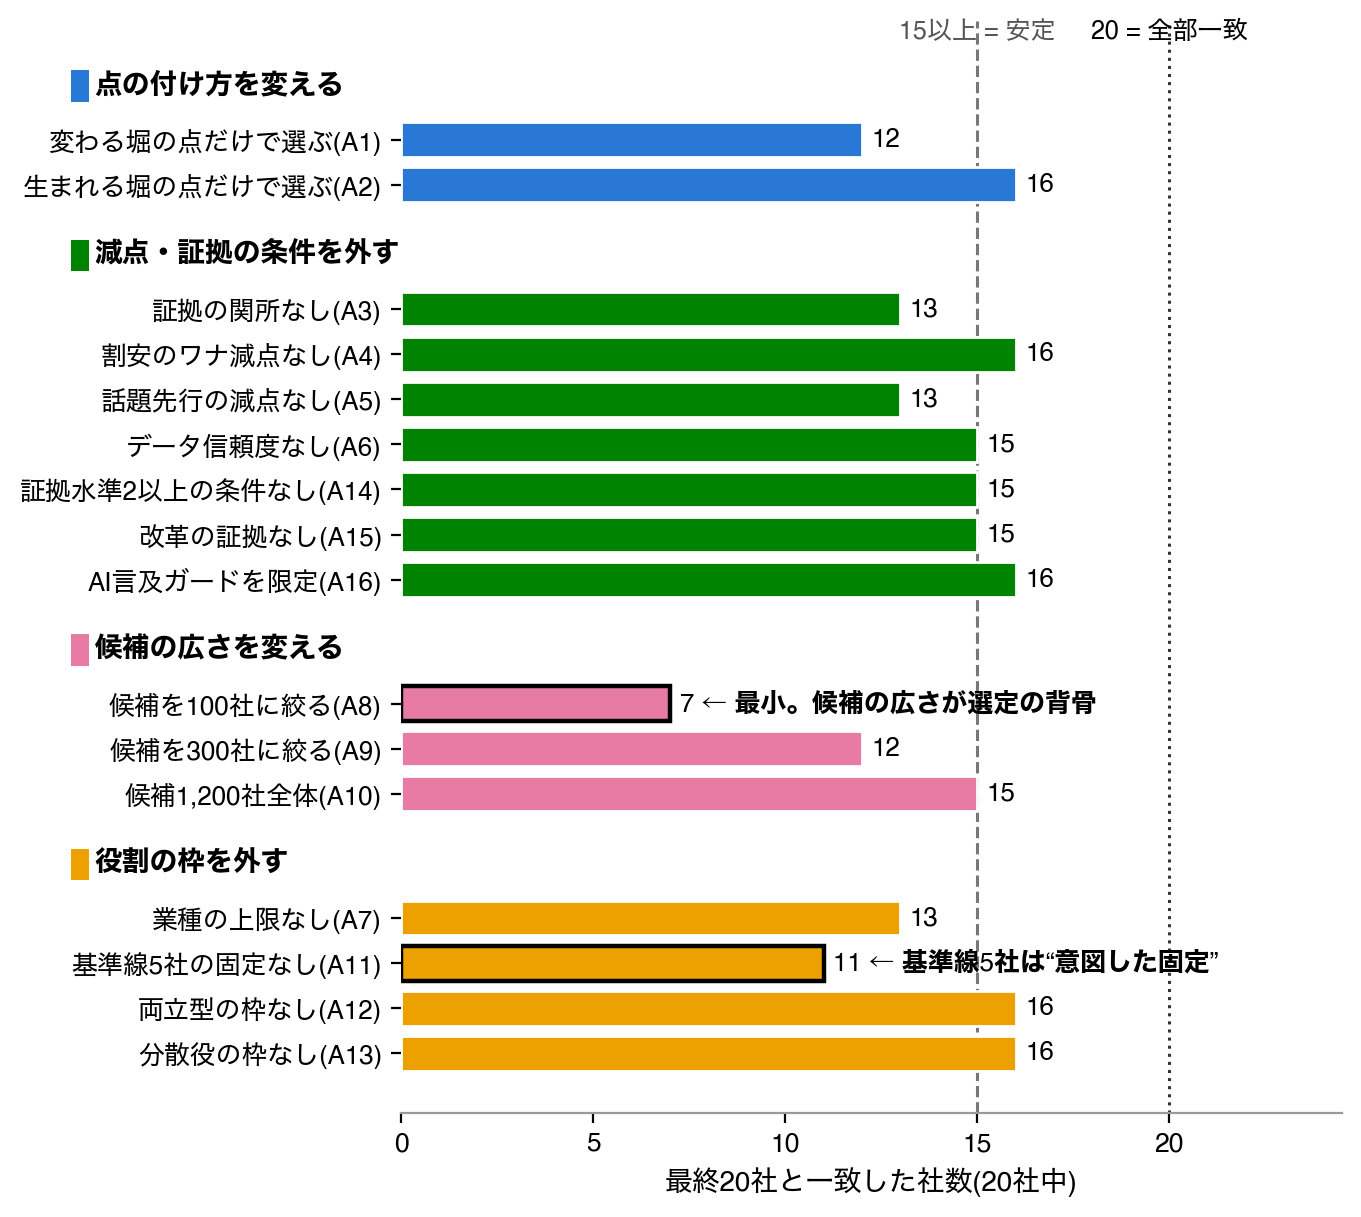 15以上 = 安定 20 = 全部一致
点の付け方を変える
変わる堀の点だけで選ぶ(A1) 12
生まれる堀の点だけで選ぶ(A2) 16
減点・証拠の条件を外す
証拠の関所なし(A3) 13
割安のワナ減点なし(A4) 16
話題先行の減点なし(A5) 13
データ信頼度なし(A6) 15
証拠水準2以上の条件なし(A14) 15
改革の証拠なし(A15) 15
AI言及ガードを限定(A16) 16
候補の広さを変える
候補を100社に絞る(A8) 7 ← 最小。候補の広さが選定の背骨
候補を300社に絞る(A9) 12
候補1,200社全体(A10) 15
役割の枠を外す
業種の上限なし(A7) 13
基準線5社の固定なし(A11) 11 ← 基準線5社は“意図した固定”
両立型の枠なし(A12) 16
分散役の枠なし(A13) 16
0 5 10 15 20
最終20社と一致した社数(20社中)